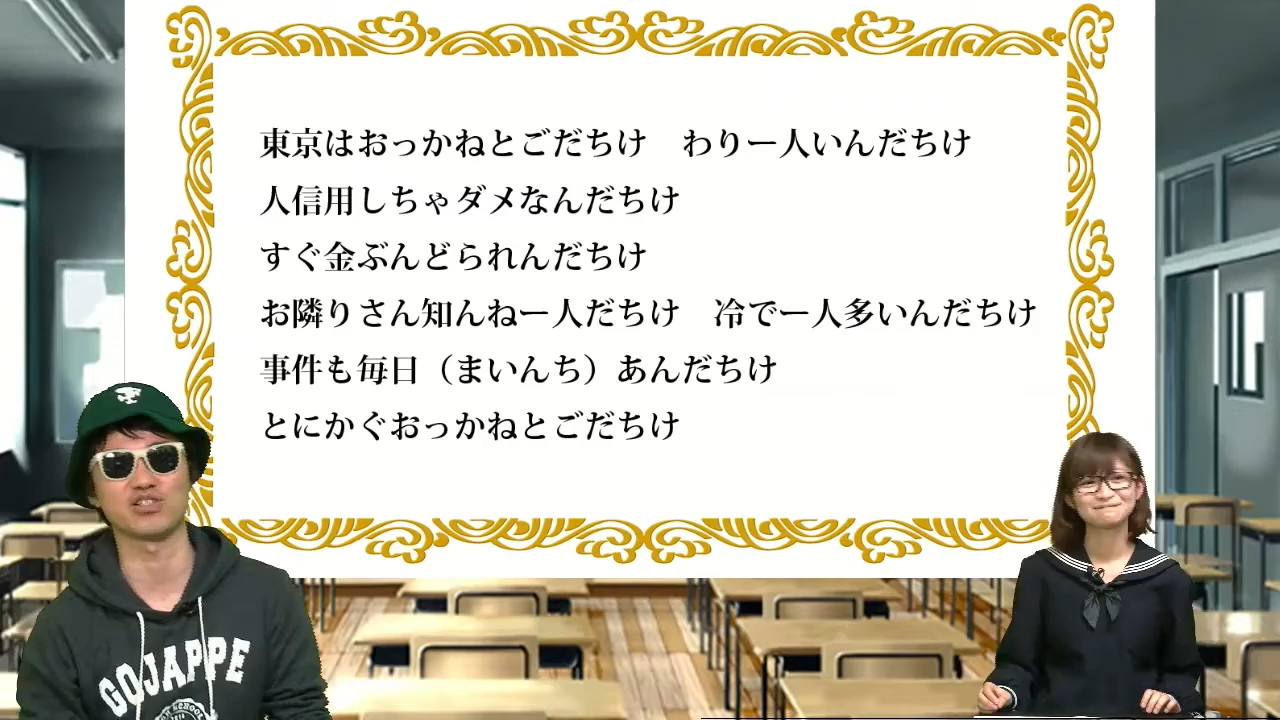 東京はおっかねとごだちけ　わりー人いんだちけ
人信用しちゃダメなんだちけ
すぐ金ぶんどられんだちけ
お隣りさん知んねー人だちけ　冷でー人多いんだちけ
事件も毎日（まいんち）あんだちけ
とにかぐおっかねとごだちけ
GO JAPPE